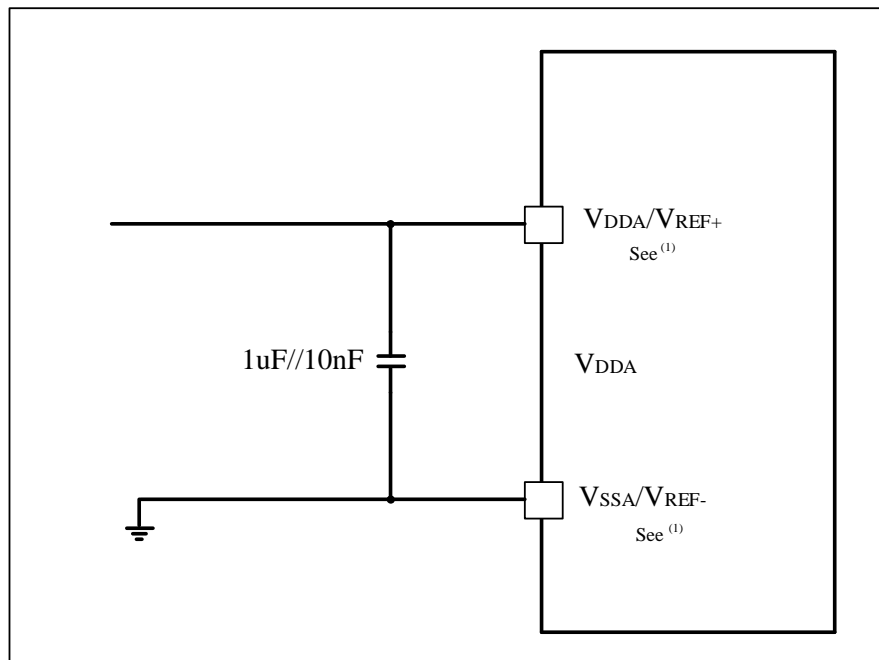 VDDA/VREF+
See (1)
1uF//10nF
VDDA
VSSA/VREF-
See (1)